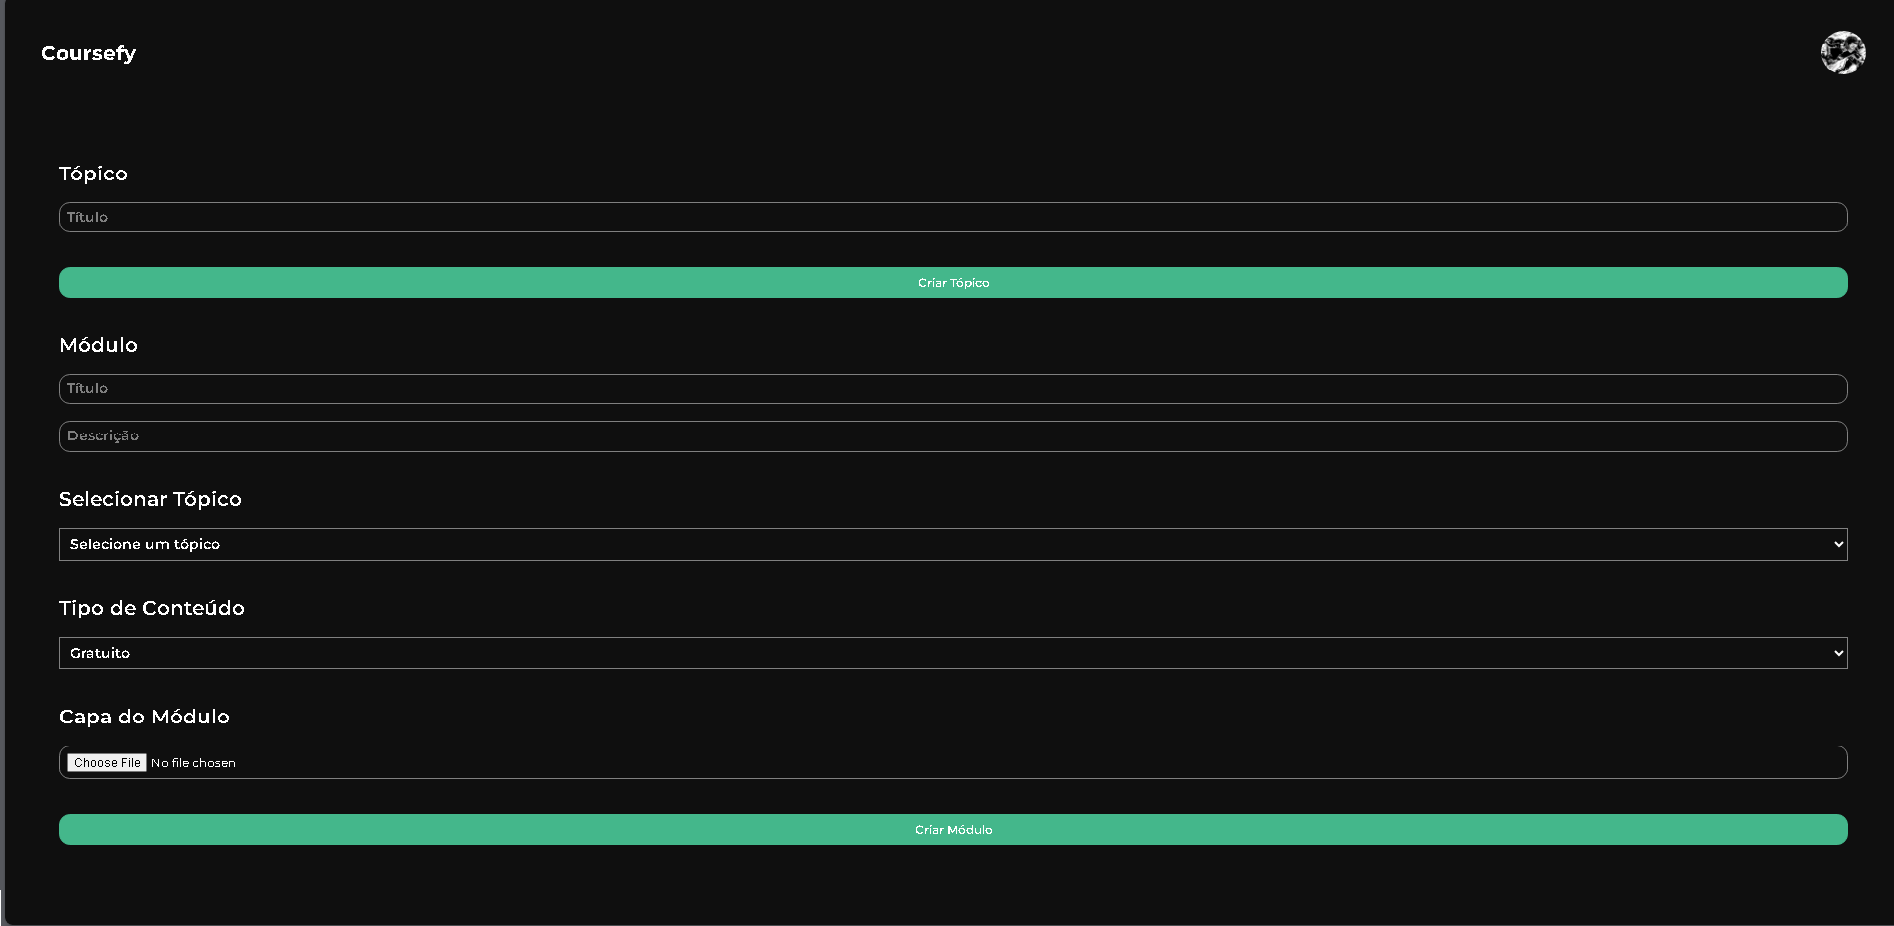 Coursefy
Tópico
Título
Criar Tópico
Módulo
Título
Descrição
Selecionar Tópico
Selecione um tópico
Tipo de Conteúdo
Gratuito
Capa do Módulo
Choose File No file chosen
Criar Módulo